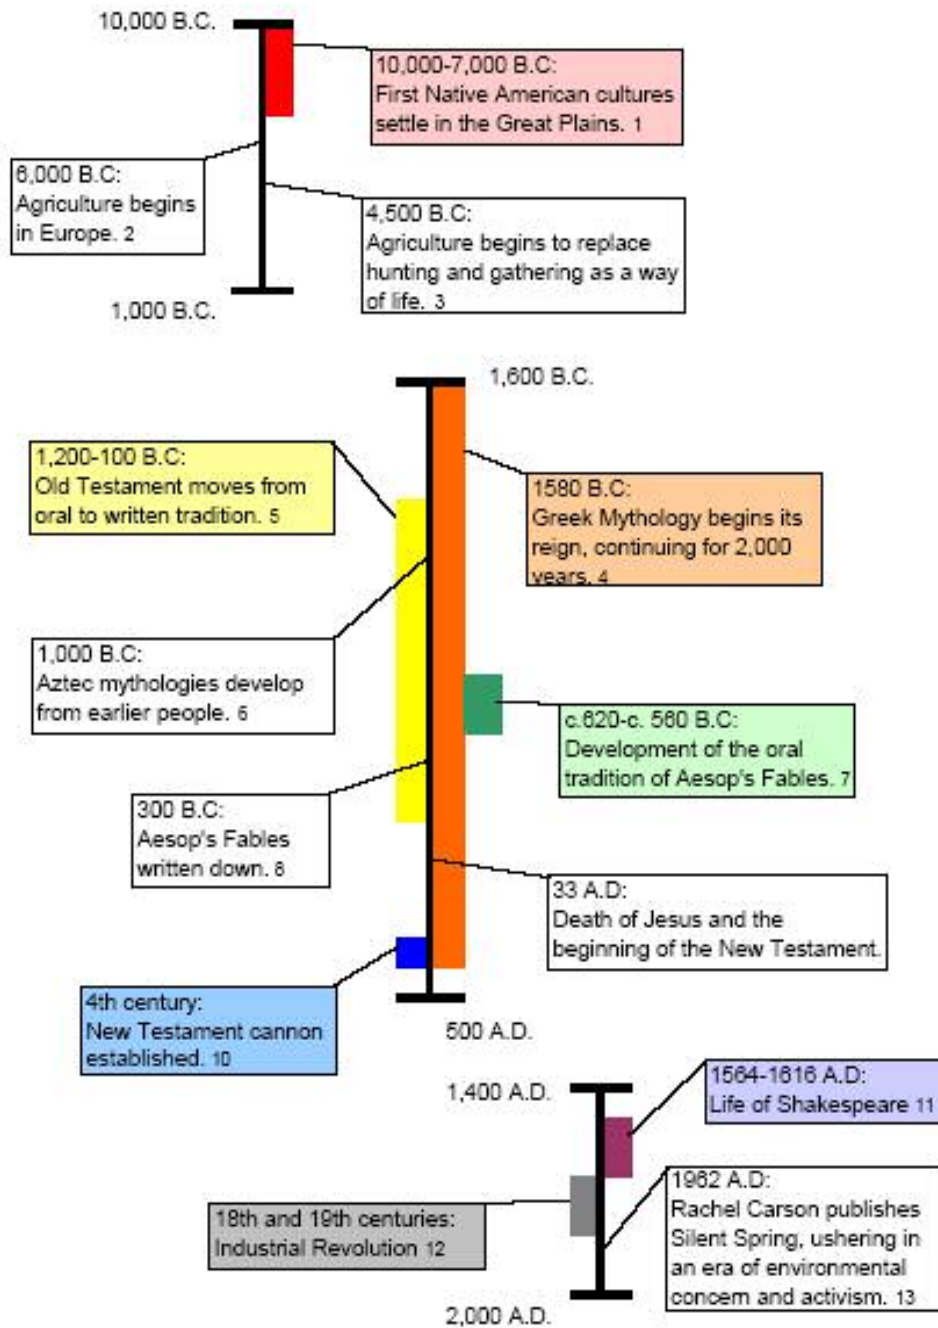 10,000 B.C.
10,000-7,000 B.C:
First Native American cultures
settle in the Great Plains. 1
6,000 B.C:
Agriculture begins
in Europe. 2
4,500 B.C:
Agriculture begins to replace
hunting and gathering as a way
of life. 3
1,000 B.C.
1,600 B.C.
1,200-100 B.C:
Old Testament moves from
oral to written tradition. 5
1580 B.C:
Greek Mythology begins its
reign, continuing for 2,000
years. 4
1,000 B.C:
Aztec mythologies develop
from earlier people. 6
c.620-c. 560 B.C:
Development of the oral
tradition of Aesop's Fables. 7
300 B.C:
Aesop's Fables
written down. 8
33 A.D:
Death of Jesus and the
beginning of the New Testament.
4th century:
New Testament cannon
established. 10
500 A.D.
1,400 A.D.
1564-1616 A.D:
Life of Shakespeare 11
1962 A.D:
Rachel Carson publishes
Silent Spring, ushering in
an era of environmental
concern and activism. 13
18th and 19th centuries:
Industrial Revolution 12
2,000 A.D.